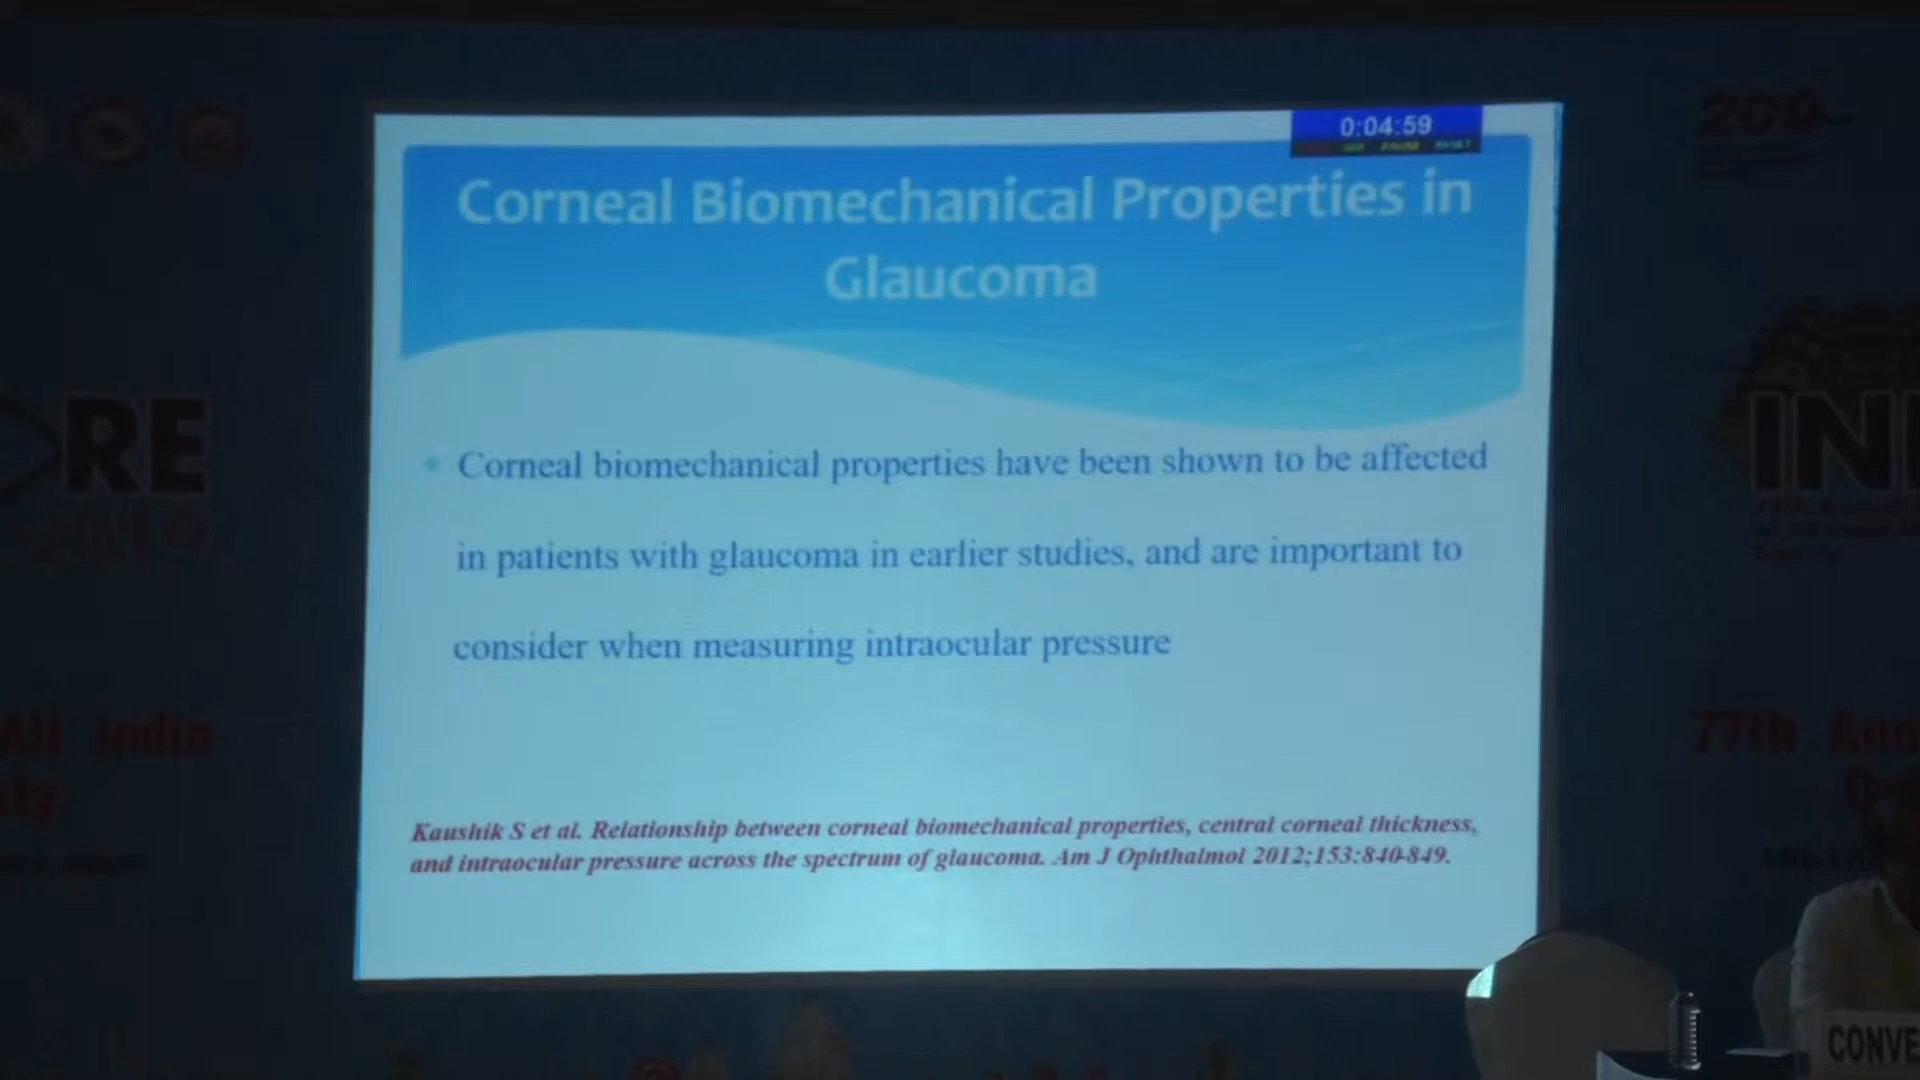 0:04:59
Corneal Biomechanical Properties in
Glaucoma
Corneal biomechanical properties have been shown to be affected
in patients with glaucoma in earlier studies, and are important to
consider when measuring intraocular pressure
Kaushik S et al. Relationship between corneal biomechanical properties, central corneal thickness,
and intraocular pressure across the spectrum of glaucoma. Am J Ophthalmol 2012;153:840-849.
RE
All India
IN
77th
CONVE